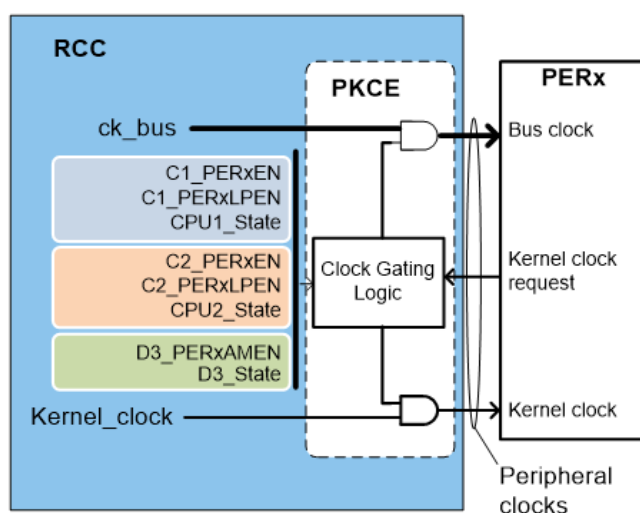 RCC
PKCE
PERx
ck_bus
Bus clock
C1_PERxEN
C1_PERxLPEN
CPU1_State
C2_PERxEN
C2_PERxLPEN
CPU2_State
Clock Gating
Logic
Kernel clock
request
D3_PERxAMEN
D3_State
Kernel_clock
Kernel clock
Peripheral
clocks